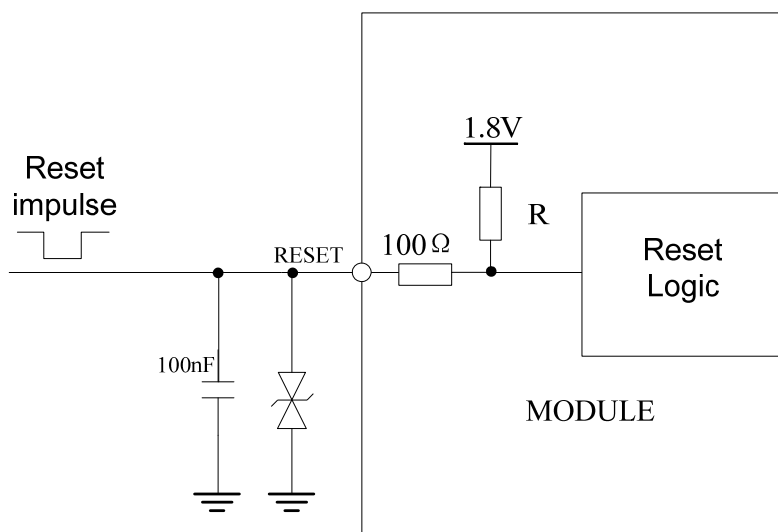 Reset
impulse
1.8V
R
RESET
100Ω
Reset
Logic
100nF
MODULE